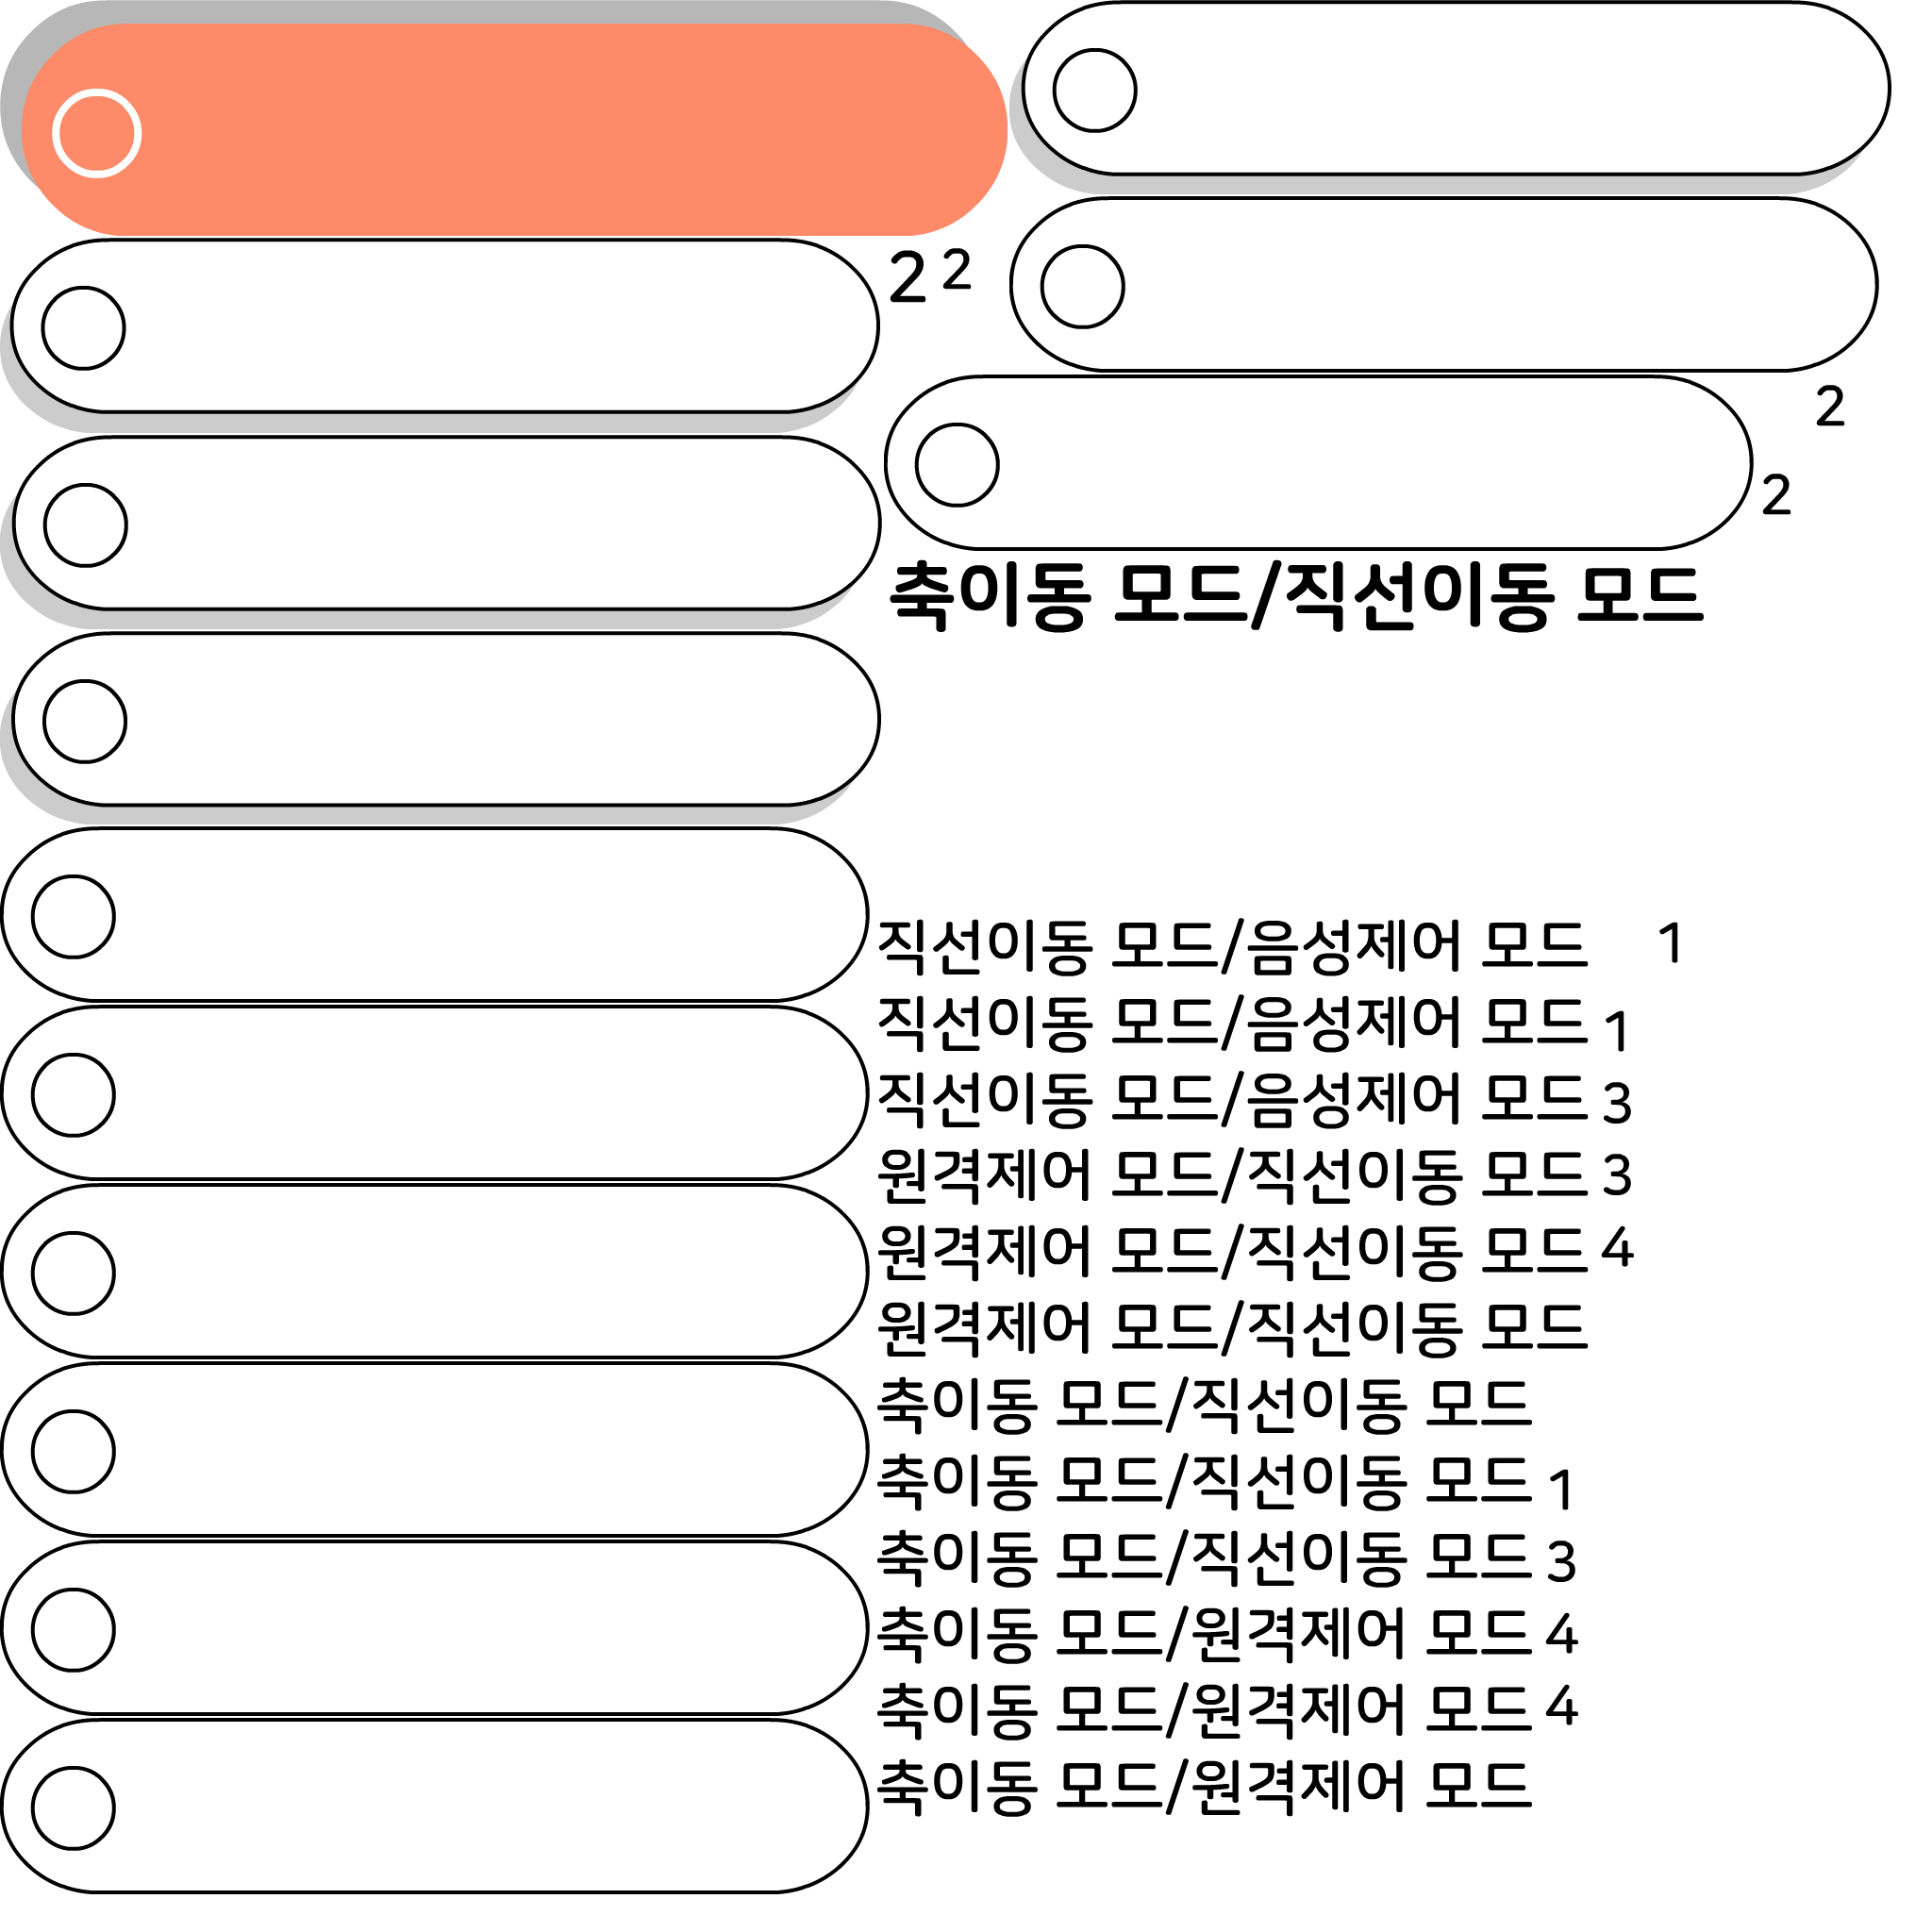 2 2
2
2
축이동 모드/직선이동 모드
직선이동 모드/음성제어 모드 1
직선이동 모드/음성제어 모드 1
직선이동 모드/음성제어 모드 3
원격제어 모드/직선이동 모드 3
원격제어 모드/직선이동 모드 4
원격제어 모드/직선이동 모드
축이동 모드/직선이동 모드
축이동 모드/직선이동 모드 1
축이동 모드/직선이동 모드 3
축이동 모드/원격제어 모드 4
축이동 모드/원격제어 모드 4
축이동 모드/원격제어 모드